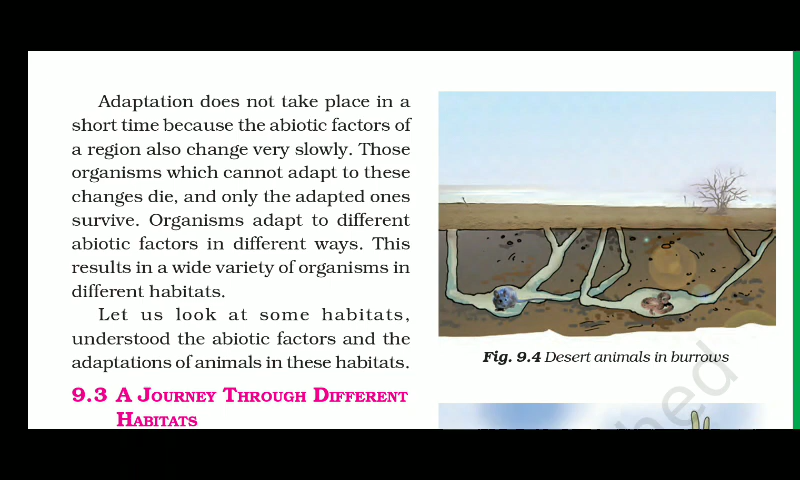 Adaptation does not take place in a
short time because the abiotic factors of
a region also change very slowly. Those
organisms which cannot adapt to these
changes die, and only the adapted ones
survive. Organisms adapt to different
abiotic factors in different ways. This
results in a wide variety of organisms in
different habitats.
Let us look at some habitats,
understood the abiotic factors and the
adaptations of animals in these habitats.
9.3 A JOURNEY THROUGH DIFFERENT
HABITATS
Fig. 9.4 Desert animals in burrows